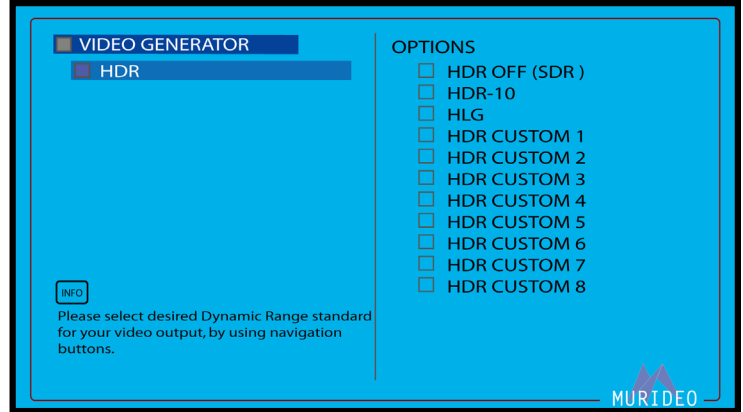 VIDEO GENERATOR
HDR
INFO
Please select desired Dynamic Range standard
for your video output, by using navigation
buttons.
OPTIONS
HDR OFF (SDR )
HDR-10
HLG
HDR CUSTOM 1
HDR CUSTOM 2
HDR CUSTOM 3
HDR CUSTOM 4
HDR CUSTOM 5
HDR CUSTOM 6
HDR CUSTOM 7
HDR CUSTOM 8
MURIDEO